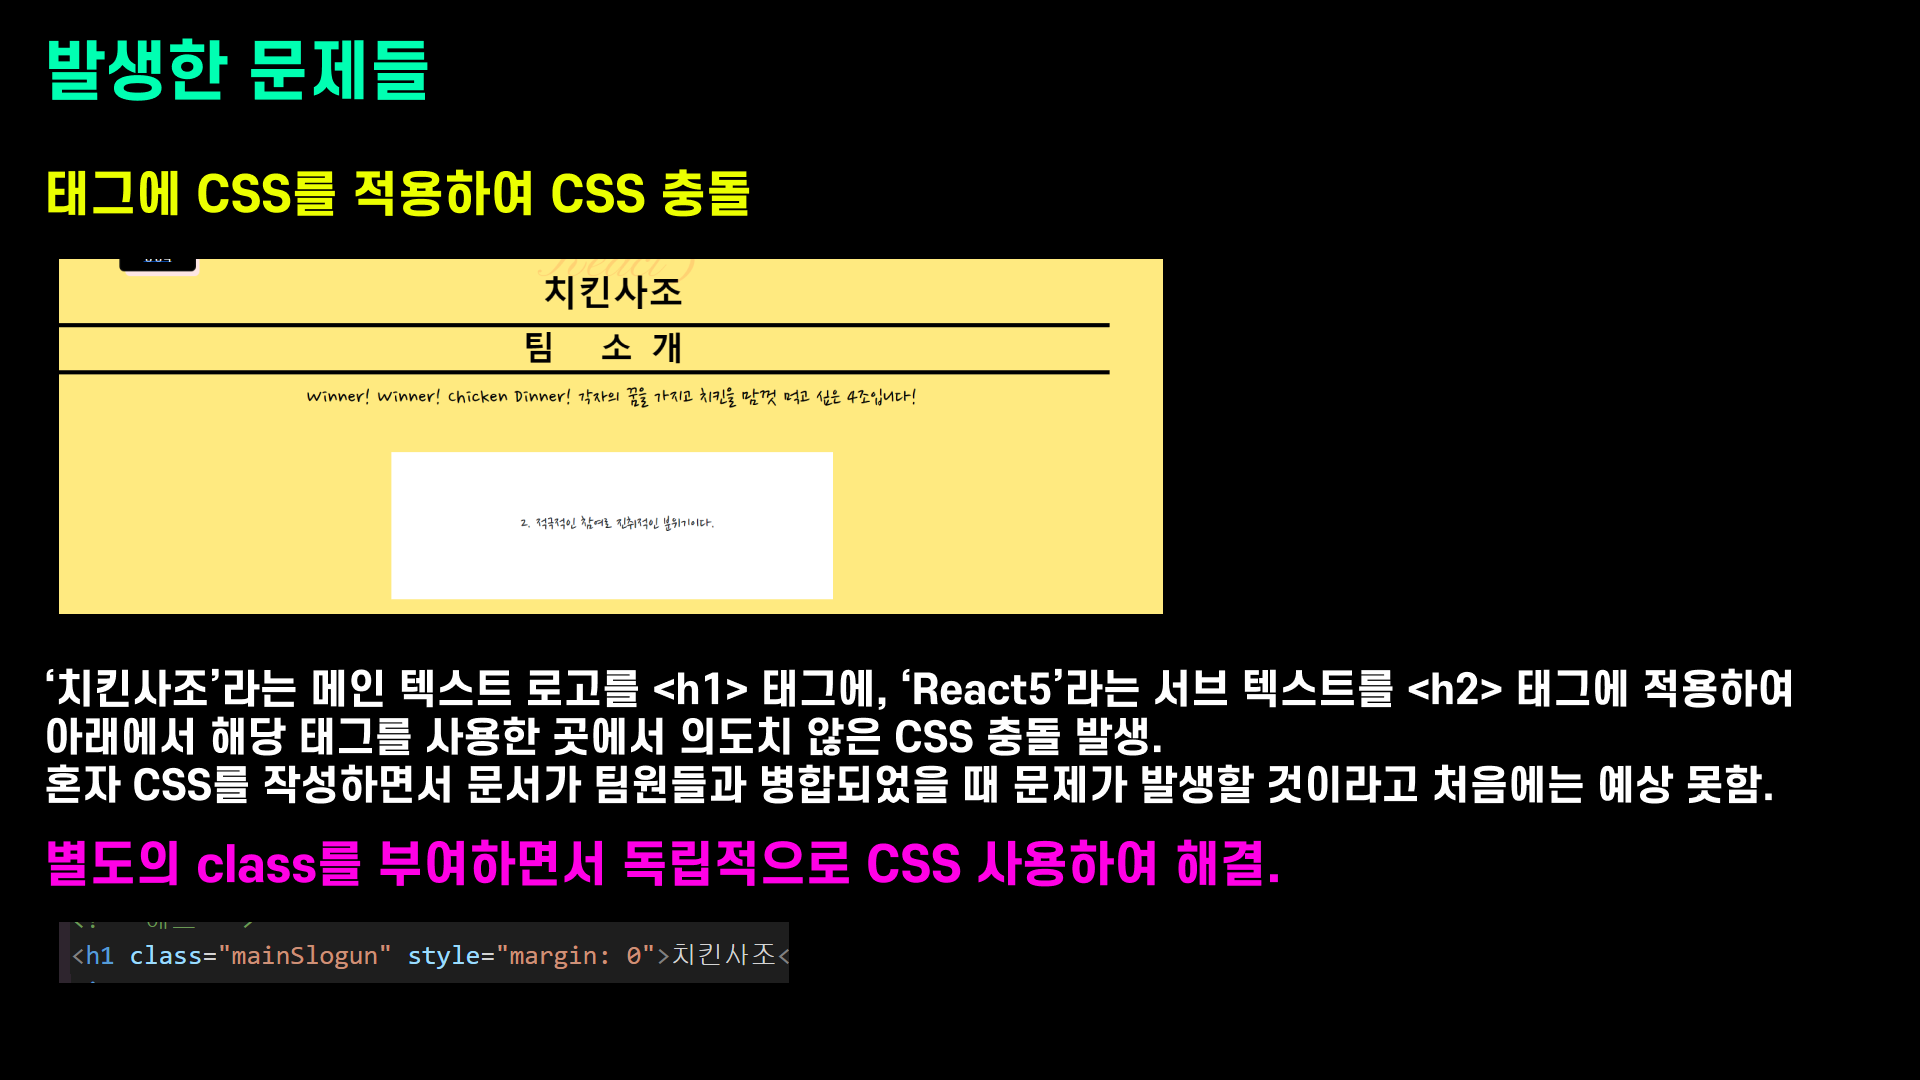 발생한 문제들
태그에 CSS를 적용하여 CSS 충돌
React 5
치킨사조
팀 소 개
Winner! Winner! Chicken Dinner! 각자의 꿈을 가지고 치킨을 맘껏 먹고 싶은 4조입니다!
2. 적극적인 참여로 진취적인 분위기이다.
‘치킨사조’라는 메인 텍스트 로고를 <h1> 태그에, ‘React5’라는 서브 텍스트를 <h2> 태그에 적용하여
아래에서 해당 태그를 사용한 곳에서 의도치 않은 CSS 충돌 발생.
혼자 CSS를 작성하면서 문서가 팀원들과 병합되었을 때 문제가 발생할 것이라고 처음에는 예상 못함.
별도의 class를 부여하면서 독립적으로 CSS 사용하여 해결.
<h1 class="mainSlogun" style="margin: 0">치킨사조<